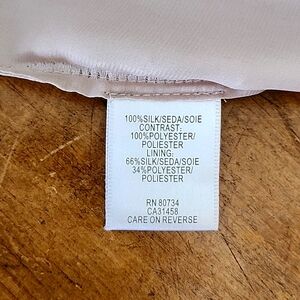 100%SILK/SEDA/SOIE
CONTRAST:
100%POLYESTER/
POLIESTER
LINING:
66%SILK/SEDA/SOIE
34%POLYESTER/
POLIESTER
RN 80734
CA31458
CARE ON REVERSE